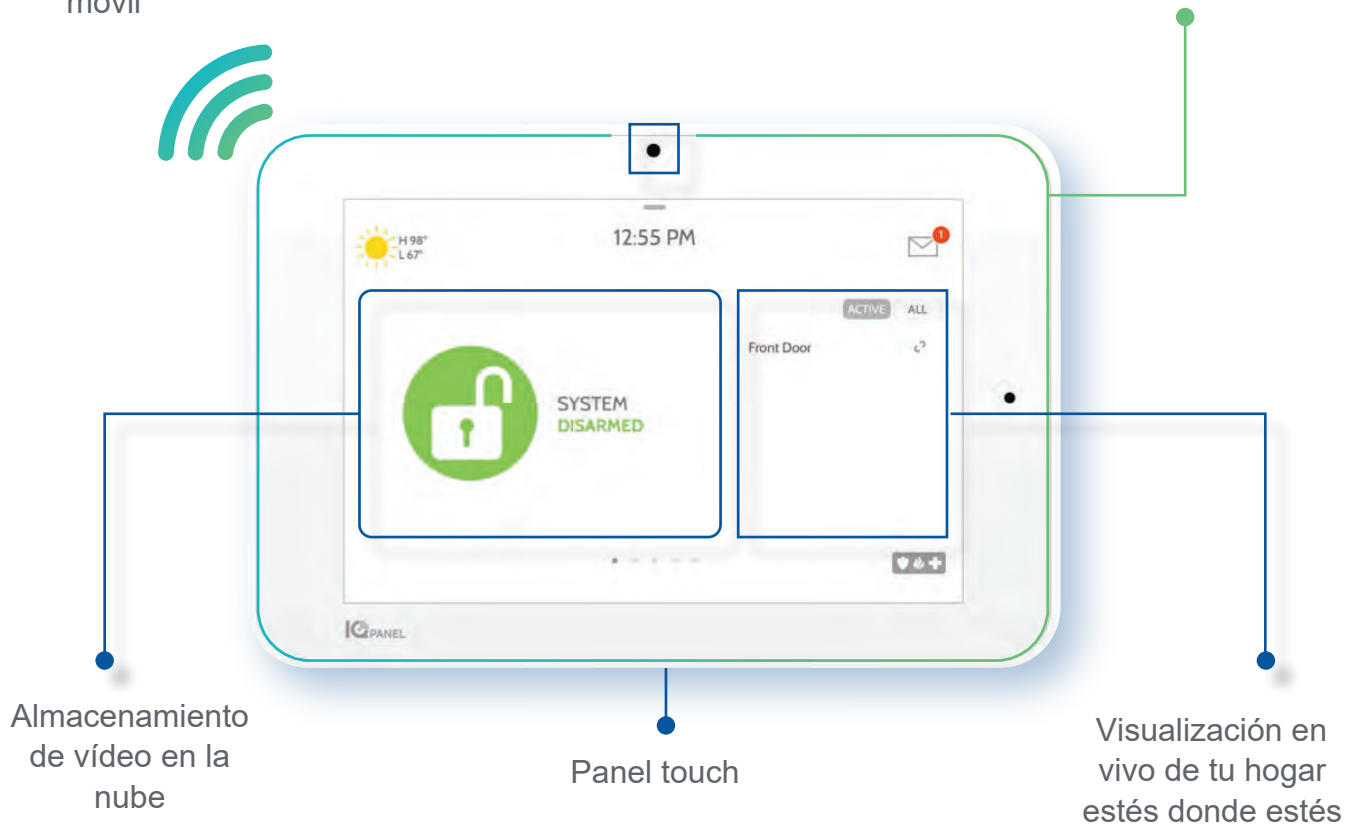 móvil
12:55 PM
H 98°
L 67°
1
ACTIVE ALL
Front Door
SYSTEM
DISARMED
IQ PANEL
Almacenamiento
de vídeo en la
nube
Panel touch
Visualización en
vivo de tu hogar
estés donde estés